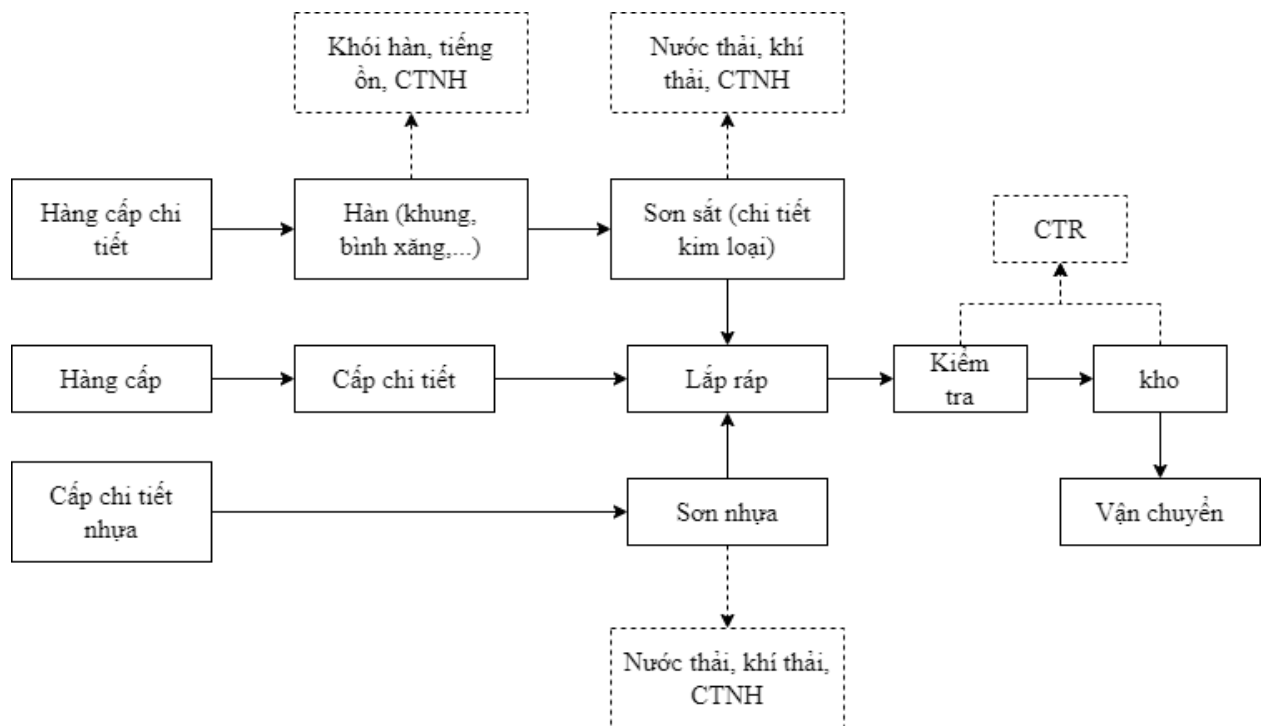 Khói hàn, tiếng
ồn, CTNH
Nước thải, khí
thải, CTNH
Hàng cấp chi
tiết
Hàn (khung,
bình xăng,...)
Sơn sắt (chi tiết
kim loại)
CTR
Hàng cấp
Cấp chi tiết
Lắp ráp
Kiểm
tra
kho
Cấp chi tiết
nhựa
Sơn nhựa
Vận chuyển
Nước thải, khí thải,
CTNH